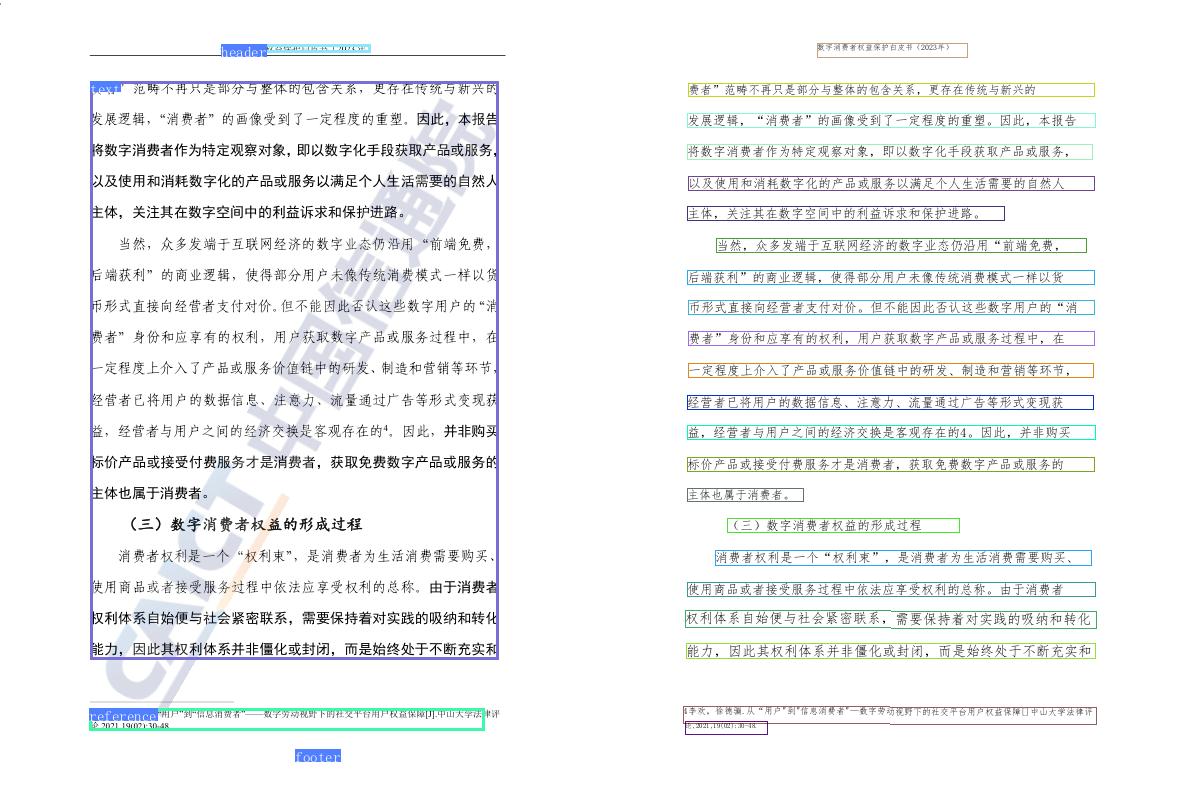 header
text 范畴不再只是部分与整体的包含关系，更存在传统与新兴的
发展逻辑，“消费者”的画像受到了一定程度的重塑。因此，本报告
将数字消费者作为特定观察对象，即以数字化手段获取产品或服务，
以及使用和消耗数字化的产品或服务以满足个人生活需要的自然人
主体，关注其在数字空间中的利益诉求和保护进路。
当然，众多发端于互联网经济的数字业态仍沿用“前端免费，
后端获利”的商业逻辑，使得部分用户未像传统消费模式一样以货
币形式直接向经营者支付对价。但不能因此否认这些数字用户的“消
费者”身份和应享有的权利，用户获取数字产品或服务过程中，在
一定程度上介入了产品或服务价值链中的研发、制造和营销等环节，
经营者已将用户的数据信息、注意力、流量通过广告等形式变现获
益，经营者与用户之间的经济交换是客观存在的4。因此，并非购买
标价产品或接受付费服务才是消费者，获取免费数字产品或服务的
主体也属于消费者。
（三）数字消费者权益的形成过程
消费者权利是一个“权利束”，是消费者为生活消费需要购买、
使用商品或者接受服务过程中依法应享受权利的总称。由于消费者
权利体系自始便与社会紧密联系，需要保持着对实践的吸纳和转化
能力，因此其权利体系并非僵化或封闭，而是始终处于不断充实和
reference 用户”到“信息消费者”——数字劳动视野下的社交平台用户权益保障[J].中山大学法律评
论,2021,19(02):30-48.
footer
CAICT 中国信通院
数字消费者权益保护白皮书（2023年）
费者”范畴不再只是部分与整体的包含关系，更存在传统与新兴的
发展逻辑，“消费者”的画像受到了一定程度的重塑。因此，本报告
将数字消费者作为特定观察对象，即以数字化手段获取产品或服务，
以及使用和消耗数字化的产品或服务以满足个人生活需要的自然人
主体，关注其在数字空间中的利益诉求和保护进路。
当然，众多发端于互联网经济的数字业态仍沿用“前端免费，
后端获利”的商业逻辑，使得部分用户未像传统消费模式一样以货
币形式直接向经营者支付对价。但不能因此否认这些数字用户的“消
费者”身份和应享有的权利，用户获取数字产品或服务过程中，在
一定程度上介入了产品或服务价值链中的研发、制造和营销等环节，
经营者已将用户的数据信息、注意力、流量通过广告等形式变现获
益，经营者与用户之间的经济交换是客观存在的4。因此，并非购买
标价产品或接受付费服务才是消费者，获取免费数字产品或服务的
主体也属于消费者。
（三）数字消费者权益的形成过程
消费者权利是一个“权利束”，是消费者为生活消费需要购买、
使用商品或者接受服务过程中依法应享受权利的总称。由于消费者
权利体系自始便与社会紧密联系，需要保持着对实践的吸纳和转化
能力，因此其权利体系并非僵化或封闭，而是始终处于不断充实和
4李欢，徐德灏.从“用户"到"信息消费者"—数字劳动视野下的社交平台用户权益保障[]中山大学法律评
论,2021,19(02):30-48.